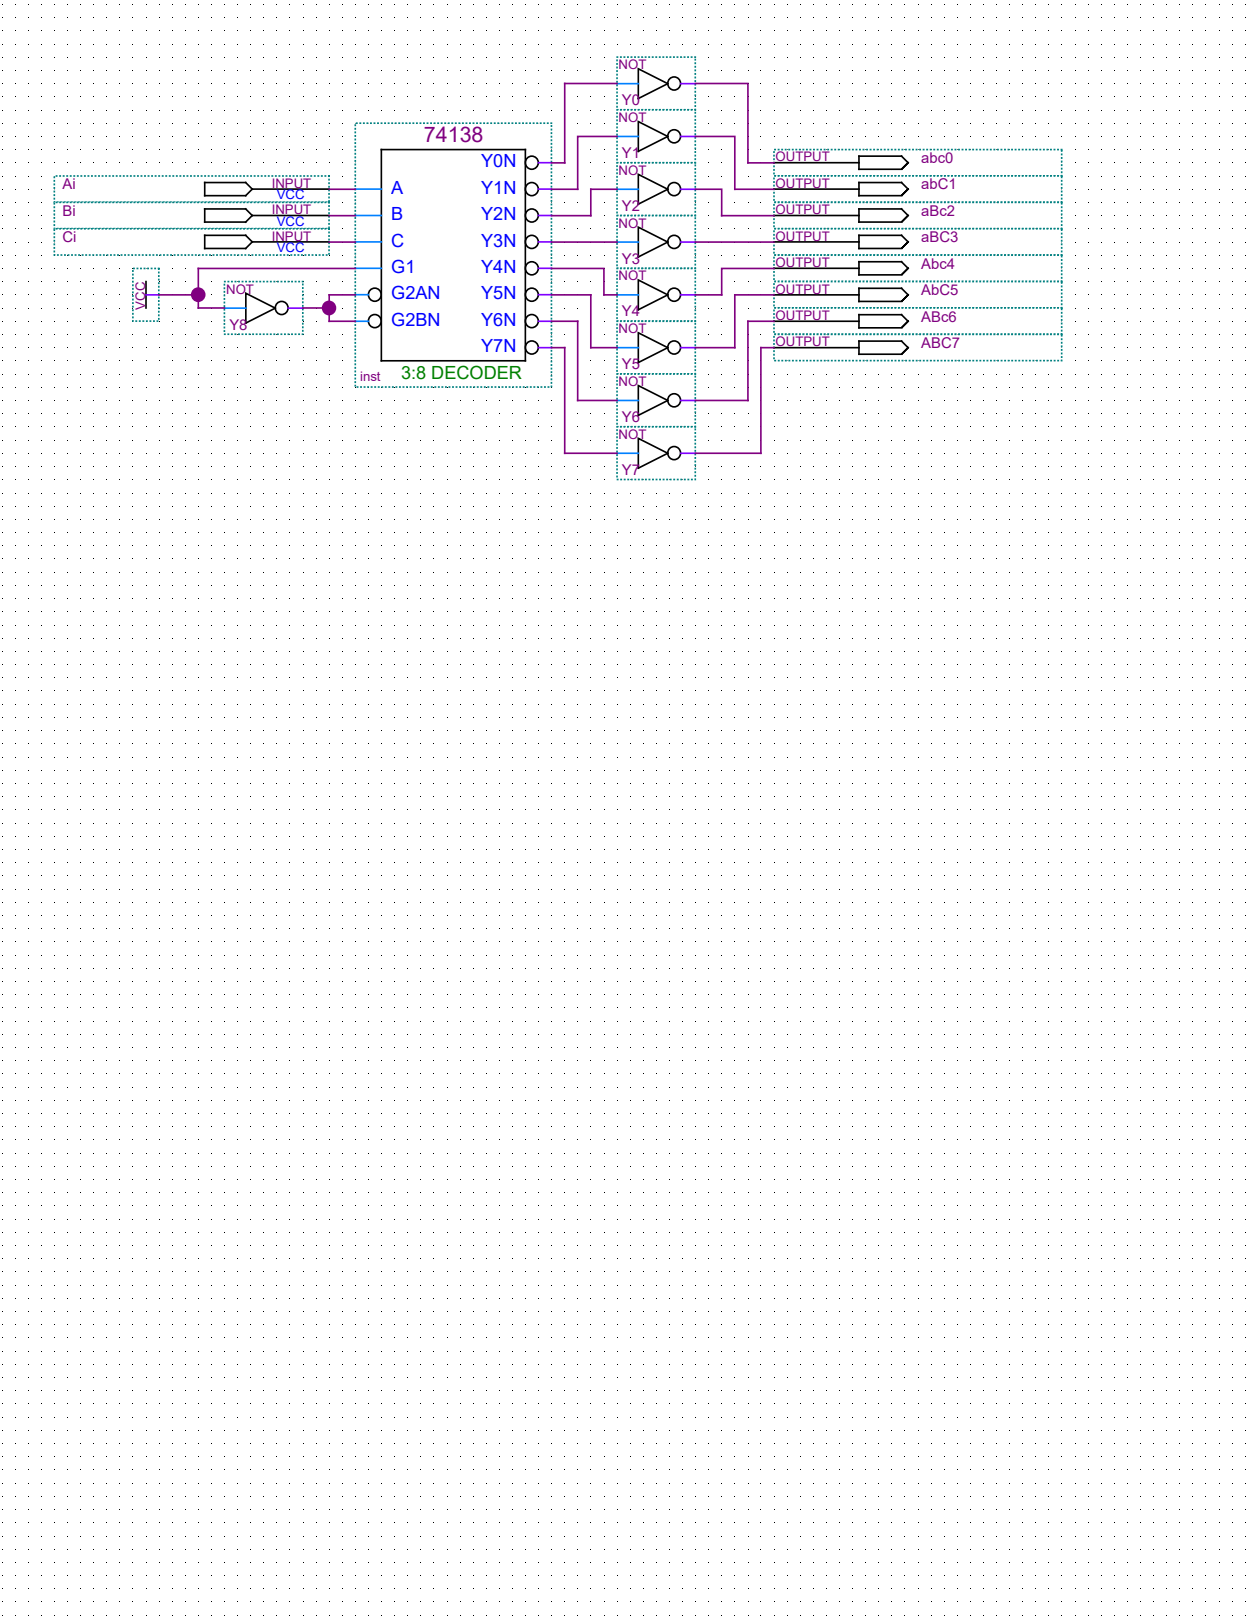 NOT
Y0
NOT
Y1
NOT
Y2
NOT
Y3
NOT
Y4
NOT
Y5
NOT
Y6
NOT
Y7
74138
Y0N
A Y1N
B Y2N
C Y3N
G1 Y4N
G2AN Y5N
G2BN Y6N
Y7N
inst 3:8 DECODER
Ai INPUT
VCC
Bi INPUT
VCC
Ci INPUT
VCC
VCC
NOT
Y8
OUTPUT abc0
OUTPUT abC1
OUTPUT aBc2
OUTPUT aBC3
OUTPUT Abc4
OUTPUT AbC5
OUTPUT ABc6
OUTPUT ABC7